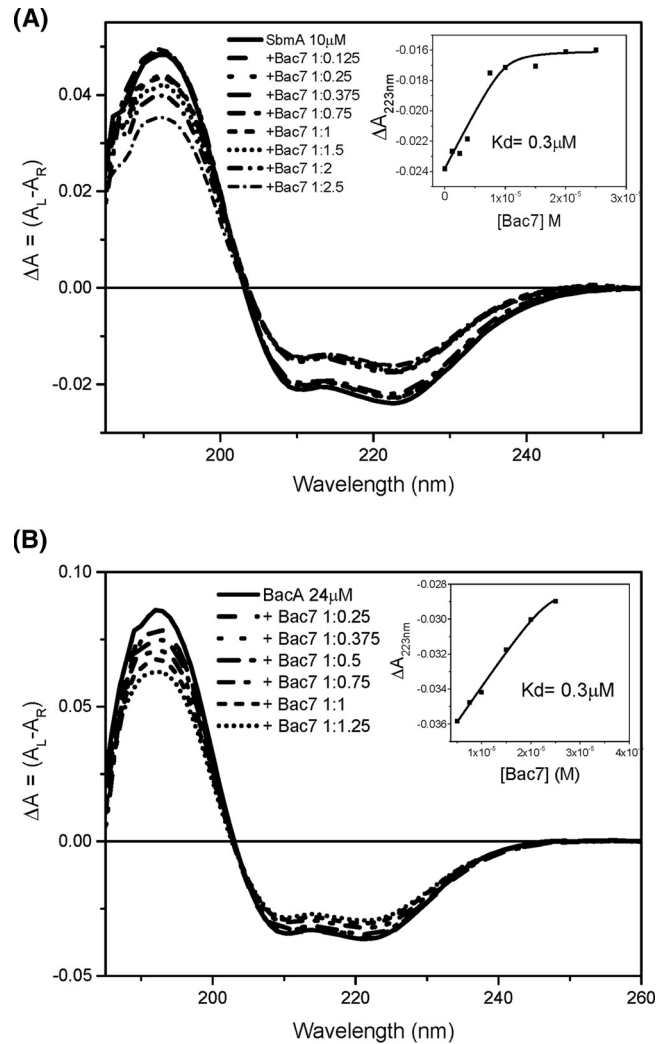 (A)
SbmA 10μM
+Bac7 1:0.125
+Bac7 1:0.25
+Bac7 1:0.375
+Bac7 1:0.75
+Bac7 1:1
+Bac7 1:1.5
+Bac7 1:2
+Bac7 1:2.5
-0.016
-0.018
-0.020
-0.022
-0.024
ΔA223nm
Kd= 0.3μM
0 1x10-5 2x10-5 3x10-5
[Bac7] M
0.04
0.02
0.00
-0.02
ΔA = (AL-AR)
200 220 240
Wavelength (nm)
(B)
BacA 24μM
+ Bac7 1:0.25
+ Bac7 1:0.375
+ Bac7 1:0.5
+ Bac7 1:0.75
+ Bac7 1:1
+ Bac7 1:1.25
-0.028
-0.030
-0.032
-0.034
-0.036
ΔA223nm
Kd= 0.3μM
1x10-5 2x10-5 3x10-5 4x10-5
[Bac7] (M)
0.10
0.05
0.00
-0.05
ΔA = (AL-AR)
200 220 240 260
Wavelength (nm)